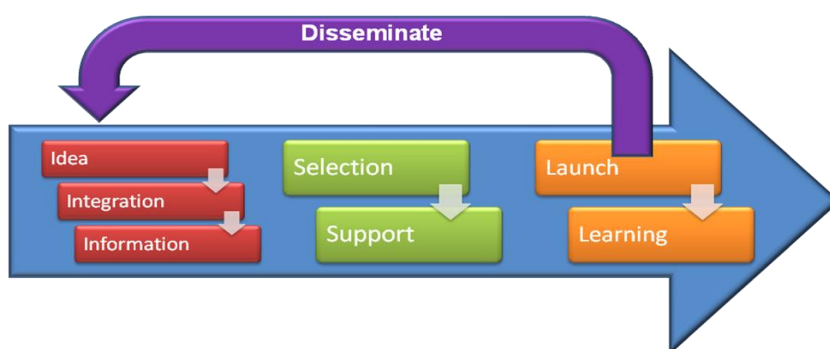 Disseminate
Idea
Integration
Information
Selection
Support
Launch
Learning